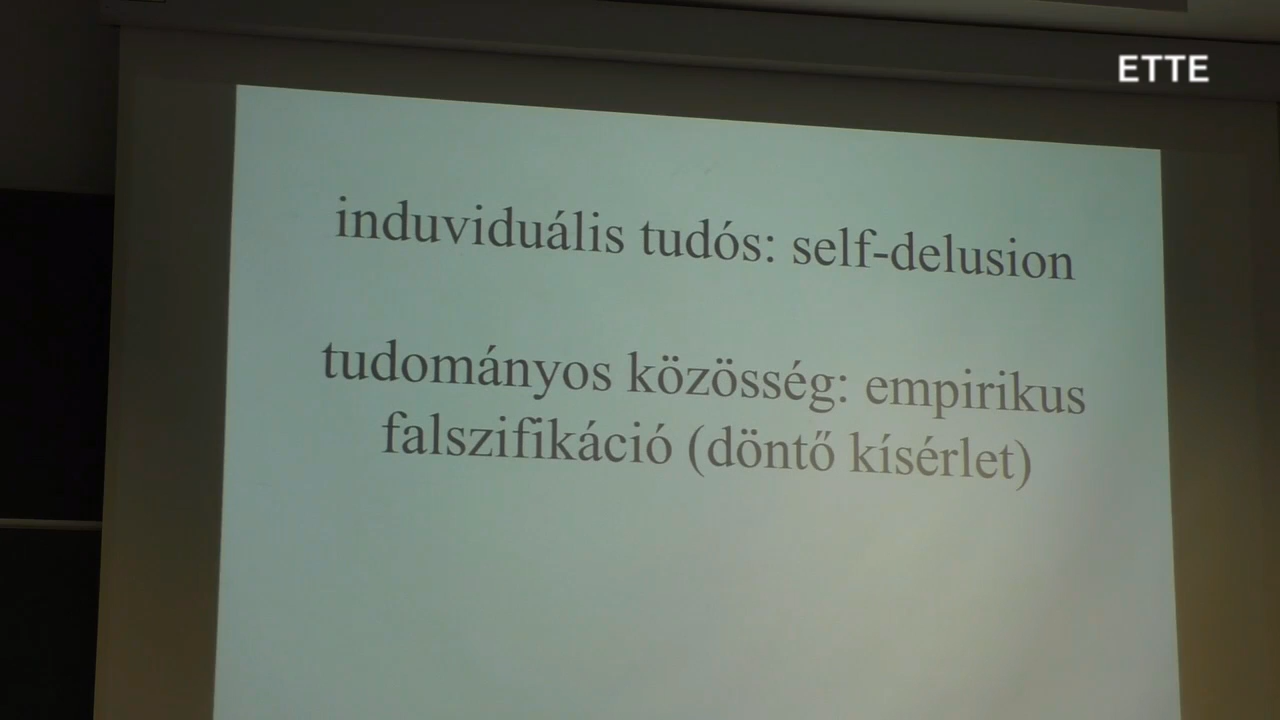 ETTE
induviduális tudós: self-delusion
tudományos közösség: empirikus
falszifikáció (döntő kísérlet)